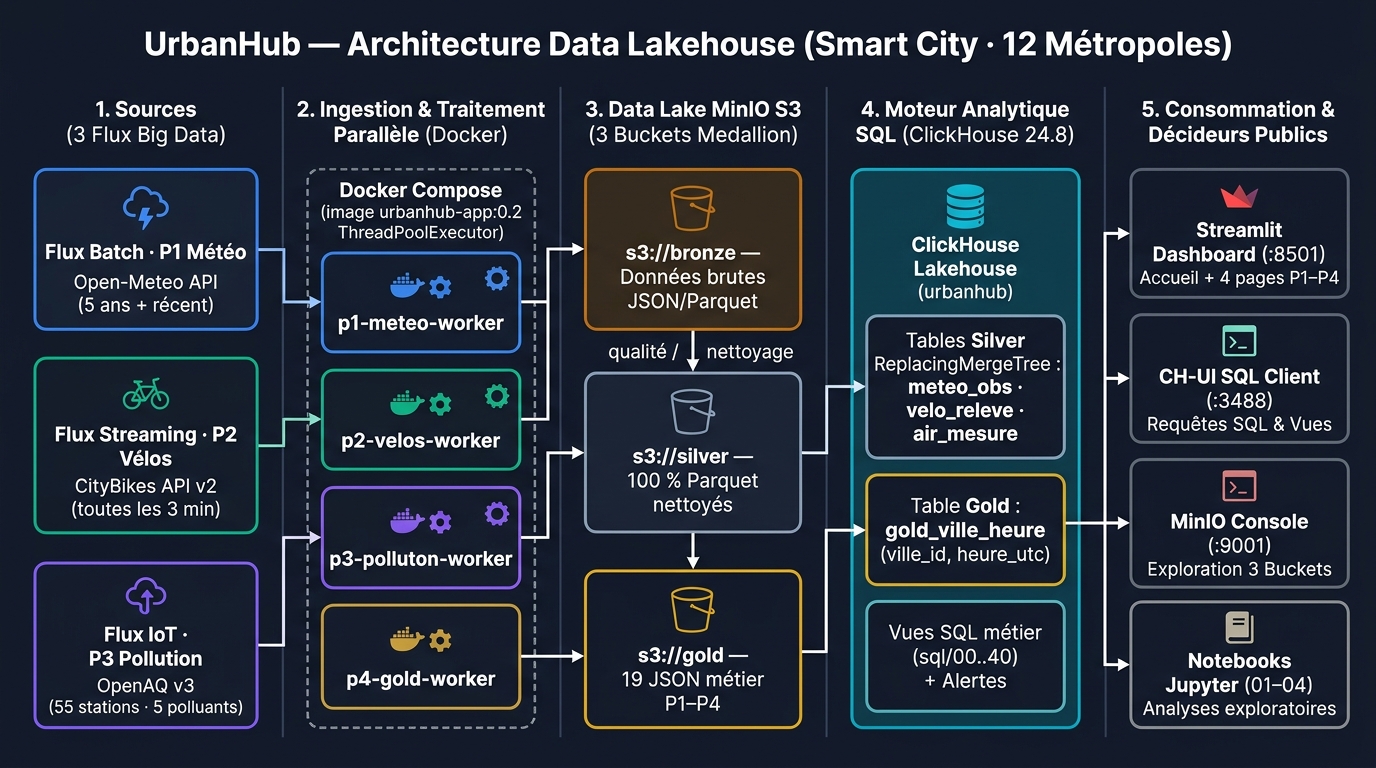 UrbanHub — Architecture Data Lakehouse (Smart City · 12 Métropoles)
1. Sources
(3 Flux Big Data)
Flux Batch · P1 Météo
Open-Meteo API
(5 ans + récent)
Flux Streaming · P2
Vélos
CityBikes API v2
(toutes les 3 min)
Flux IoT ·
P3 Pollution
OpenAQ v3
(55 stations · 5 polluants)
2. Ingestion & Traitement
Parallèle (Docker)
Docker Compose
(image urbanhub-app:0.2
ThreadPoolExecutor)
p1-meteo-worker
p2-velos-worker
p3-polluton-worker
p4-gold-worker
3. Data Lake MinIO S3
(3 Buckets Medallion)
s3://bronze —
Données brutes
JSON/Parquet
qualité / nettoyage
s3://silver —
100 % Parquet
nettoyés
s3://gold —
19 JSON métier
P1–P4
4. Moteur Analytique
SQL (ClickHouse 24.8)
ClickHouse
Lakehouse
(urbanhub)
Tables Silver
ReplacingMergeTree :
meteo_obs ·
velo_releve ·
air_mesure
Table Gold :
gold_ville_heure
(ville_id, heure_utc)
Vues SQL métier
(sql/00..40)
+ Alertes
5. Consommation &
Décideurs Publics
Streamlit
Dashboard (:8501)
Accueil + 4 pages P1–P4
CH-UI SQL Client
(:3488)
Requêtes SQL & Vues
MinIO Console
(:9001)
Exploration 3 Buckets
Notebooks
Jupyter (01–04)
Analyses exploratoires